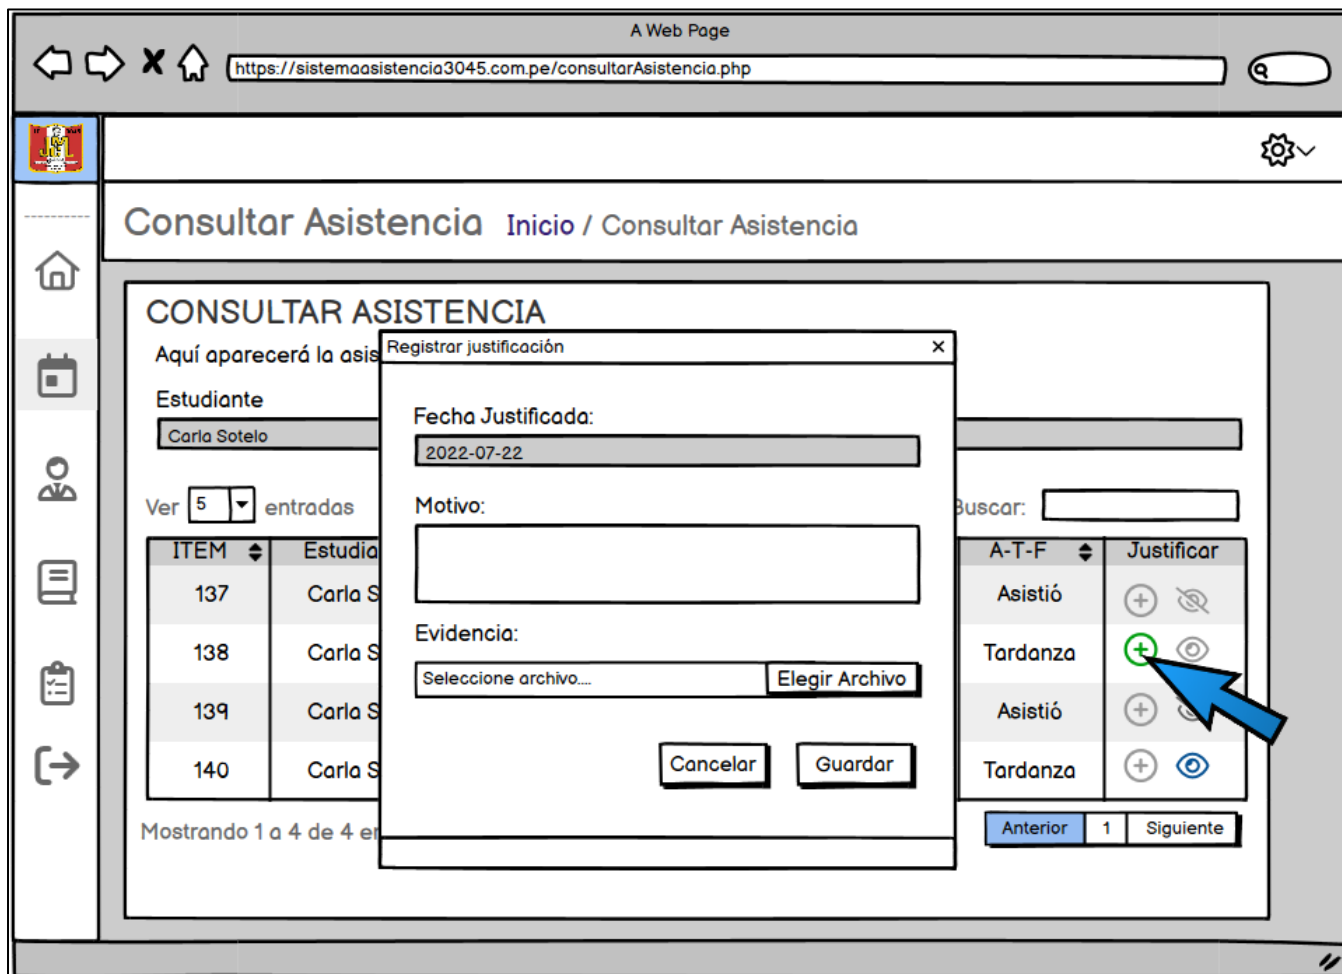 A Web Page
https://sistemaasistencia3045.com.pe/consultarAsistencia.php
Consultar Asistencia Inicio / Consultar Asistencia
CONSULTAR ASISTENCIA
Aquí aparecerá la asis
Estudiante
Carla Sotelo
Ver 5 entradas
Buscar:
ITEM Estudia A-T-F Justificar
137 Carla S Asistió
138 Carla S Tardanza
139 Carla S Asistió
140 Carla S Tardanza
Mostrando 1 a 4 de 4 en
Anterior 1 Siguiente
Registrar justificación
Fecha Justificada:
2022-07-22
Motivo:
Evidencia:
Seleccione archivo.... Elegir Archivo
Cancelar Guardar